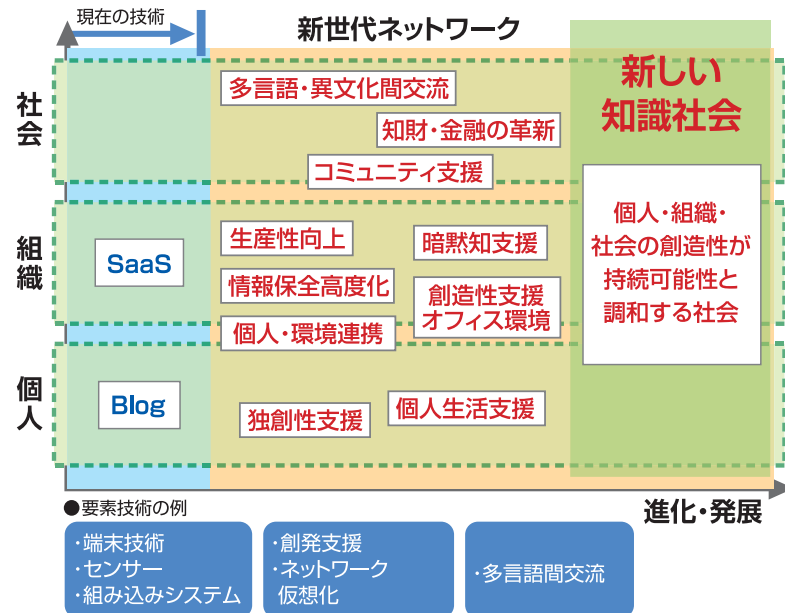 現在の技術
新世代ネットワーク
社会
多言語・異文化間交流
知財・金融の革新
コミュニティ支援
新しい
知識社会
個人・組織・
社会の創造性が
持続可能性と
調和する社会
組織
SaaS
生産性向上
暗黙知支援
情報保全高度化
創造性支援
オフィス環境
個人・環境連携
個人
Blog
独創性支援
個人生活支援
進化・発展
●要素技術の例
・端末技術
・センサー
・組み込みシステム
・創発支援
・ネットワーク
仮想化
・多言語間交流